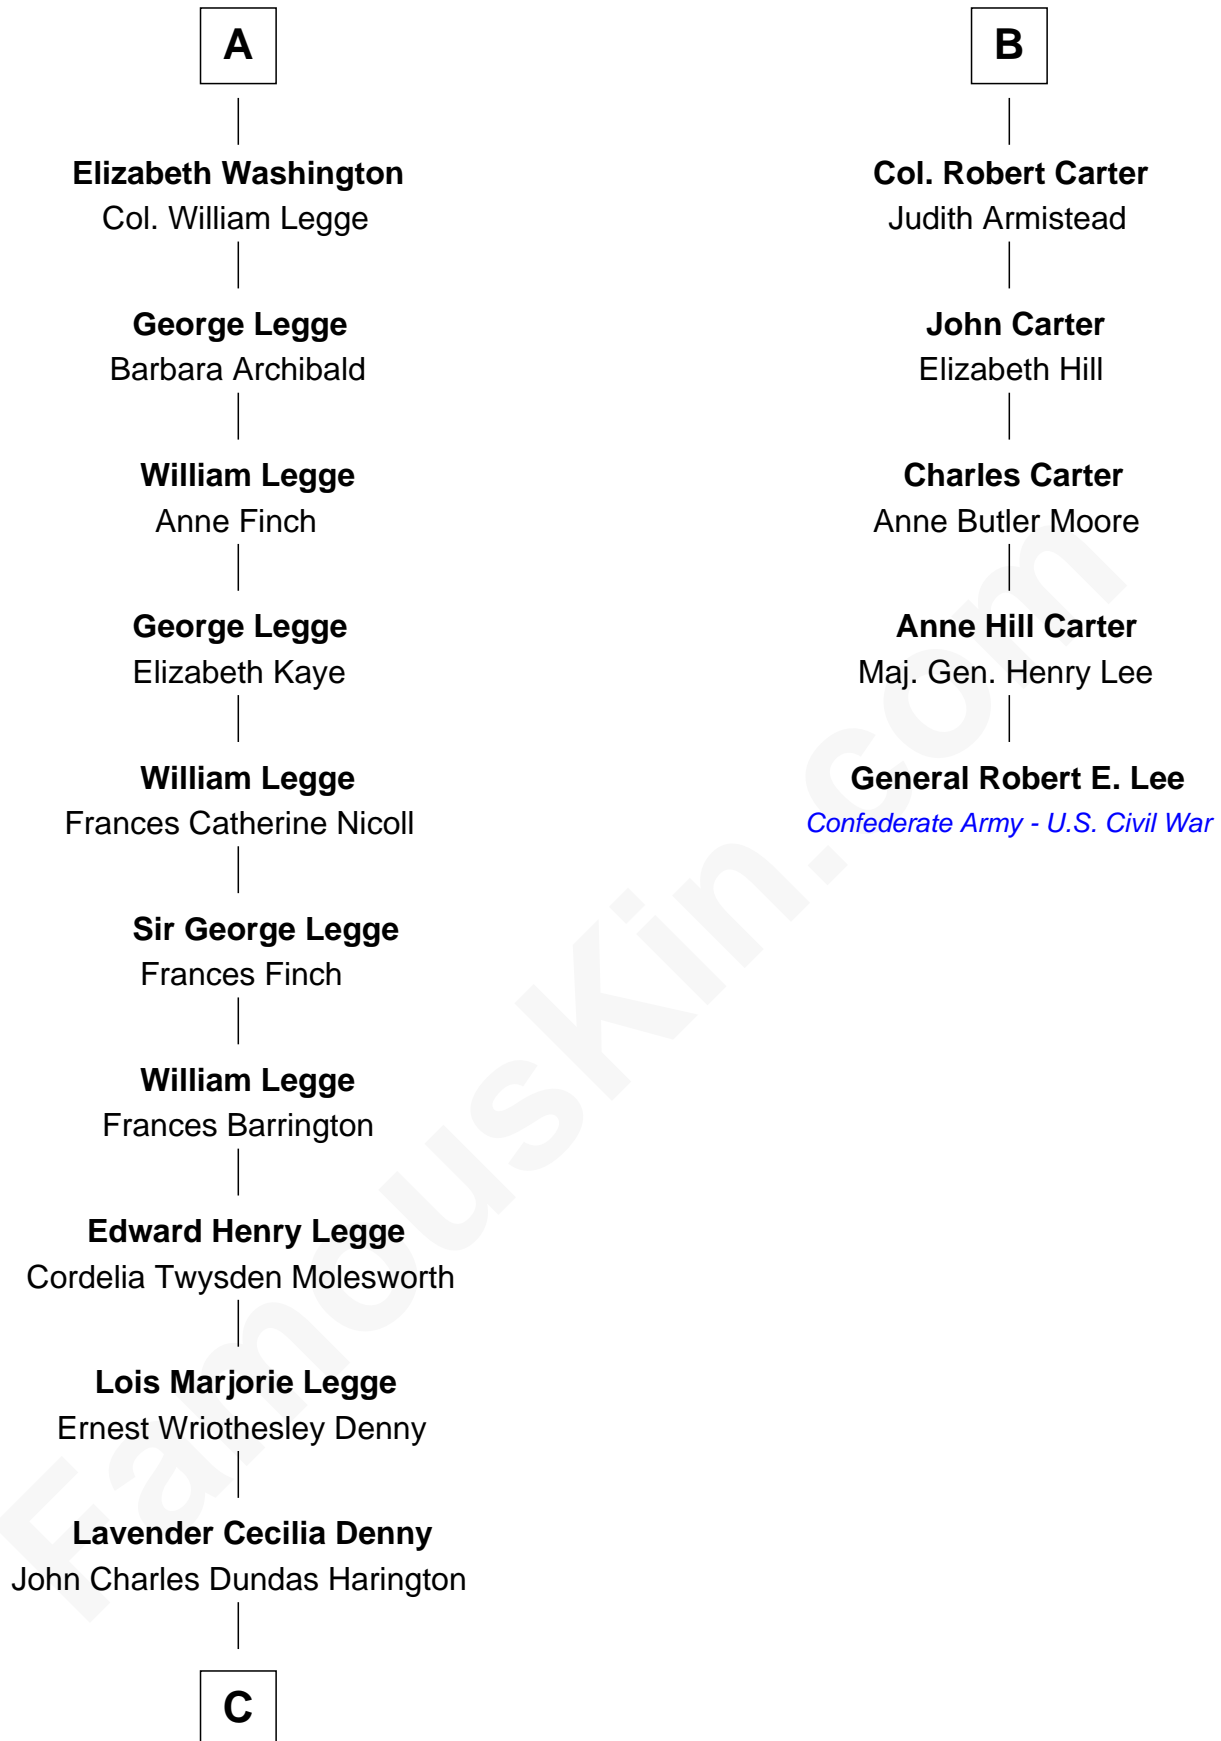 A
Elizabeth Washington
Col. William Legge
George Legge
Barbara Archibald
William Legge
Anne Finch
George Legge
Elizabeth Kaye
William Legge
Frances Catherine Nicoll
Sir George Legge
Frances Finch
William Legge
Frances Barrington
Edward Henry Legge
Cordelia Twysden Molesworth
Lois Marjorie Legge
Ernest Wriothesley Denny
Lavender Cecilia Denny
John Charles Dundas Harington
C
B
Col. Robert Carter
Judith Armistead
John Carter
Elizabeth Hill
Charles Carter
Anne Butler Moore
Anne Hill Carter
Maj. Gen. Henry Lee
General Robert E. Lee
Confederate Army - U.S. Civil War
FamousKin.com